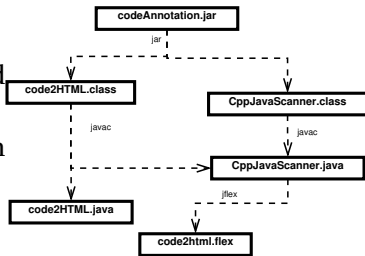 codeAnnotation.jar
jar
d
code2HTML.class
CppJavaScanner.class
javac
javac
n
CppJavaScanner.java
jflex
code2HTML.java
code2html.flex